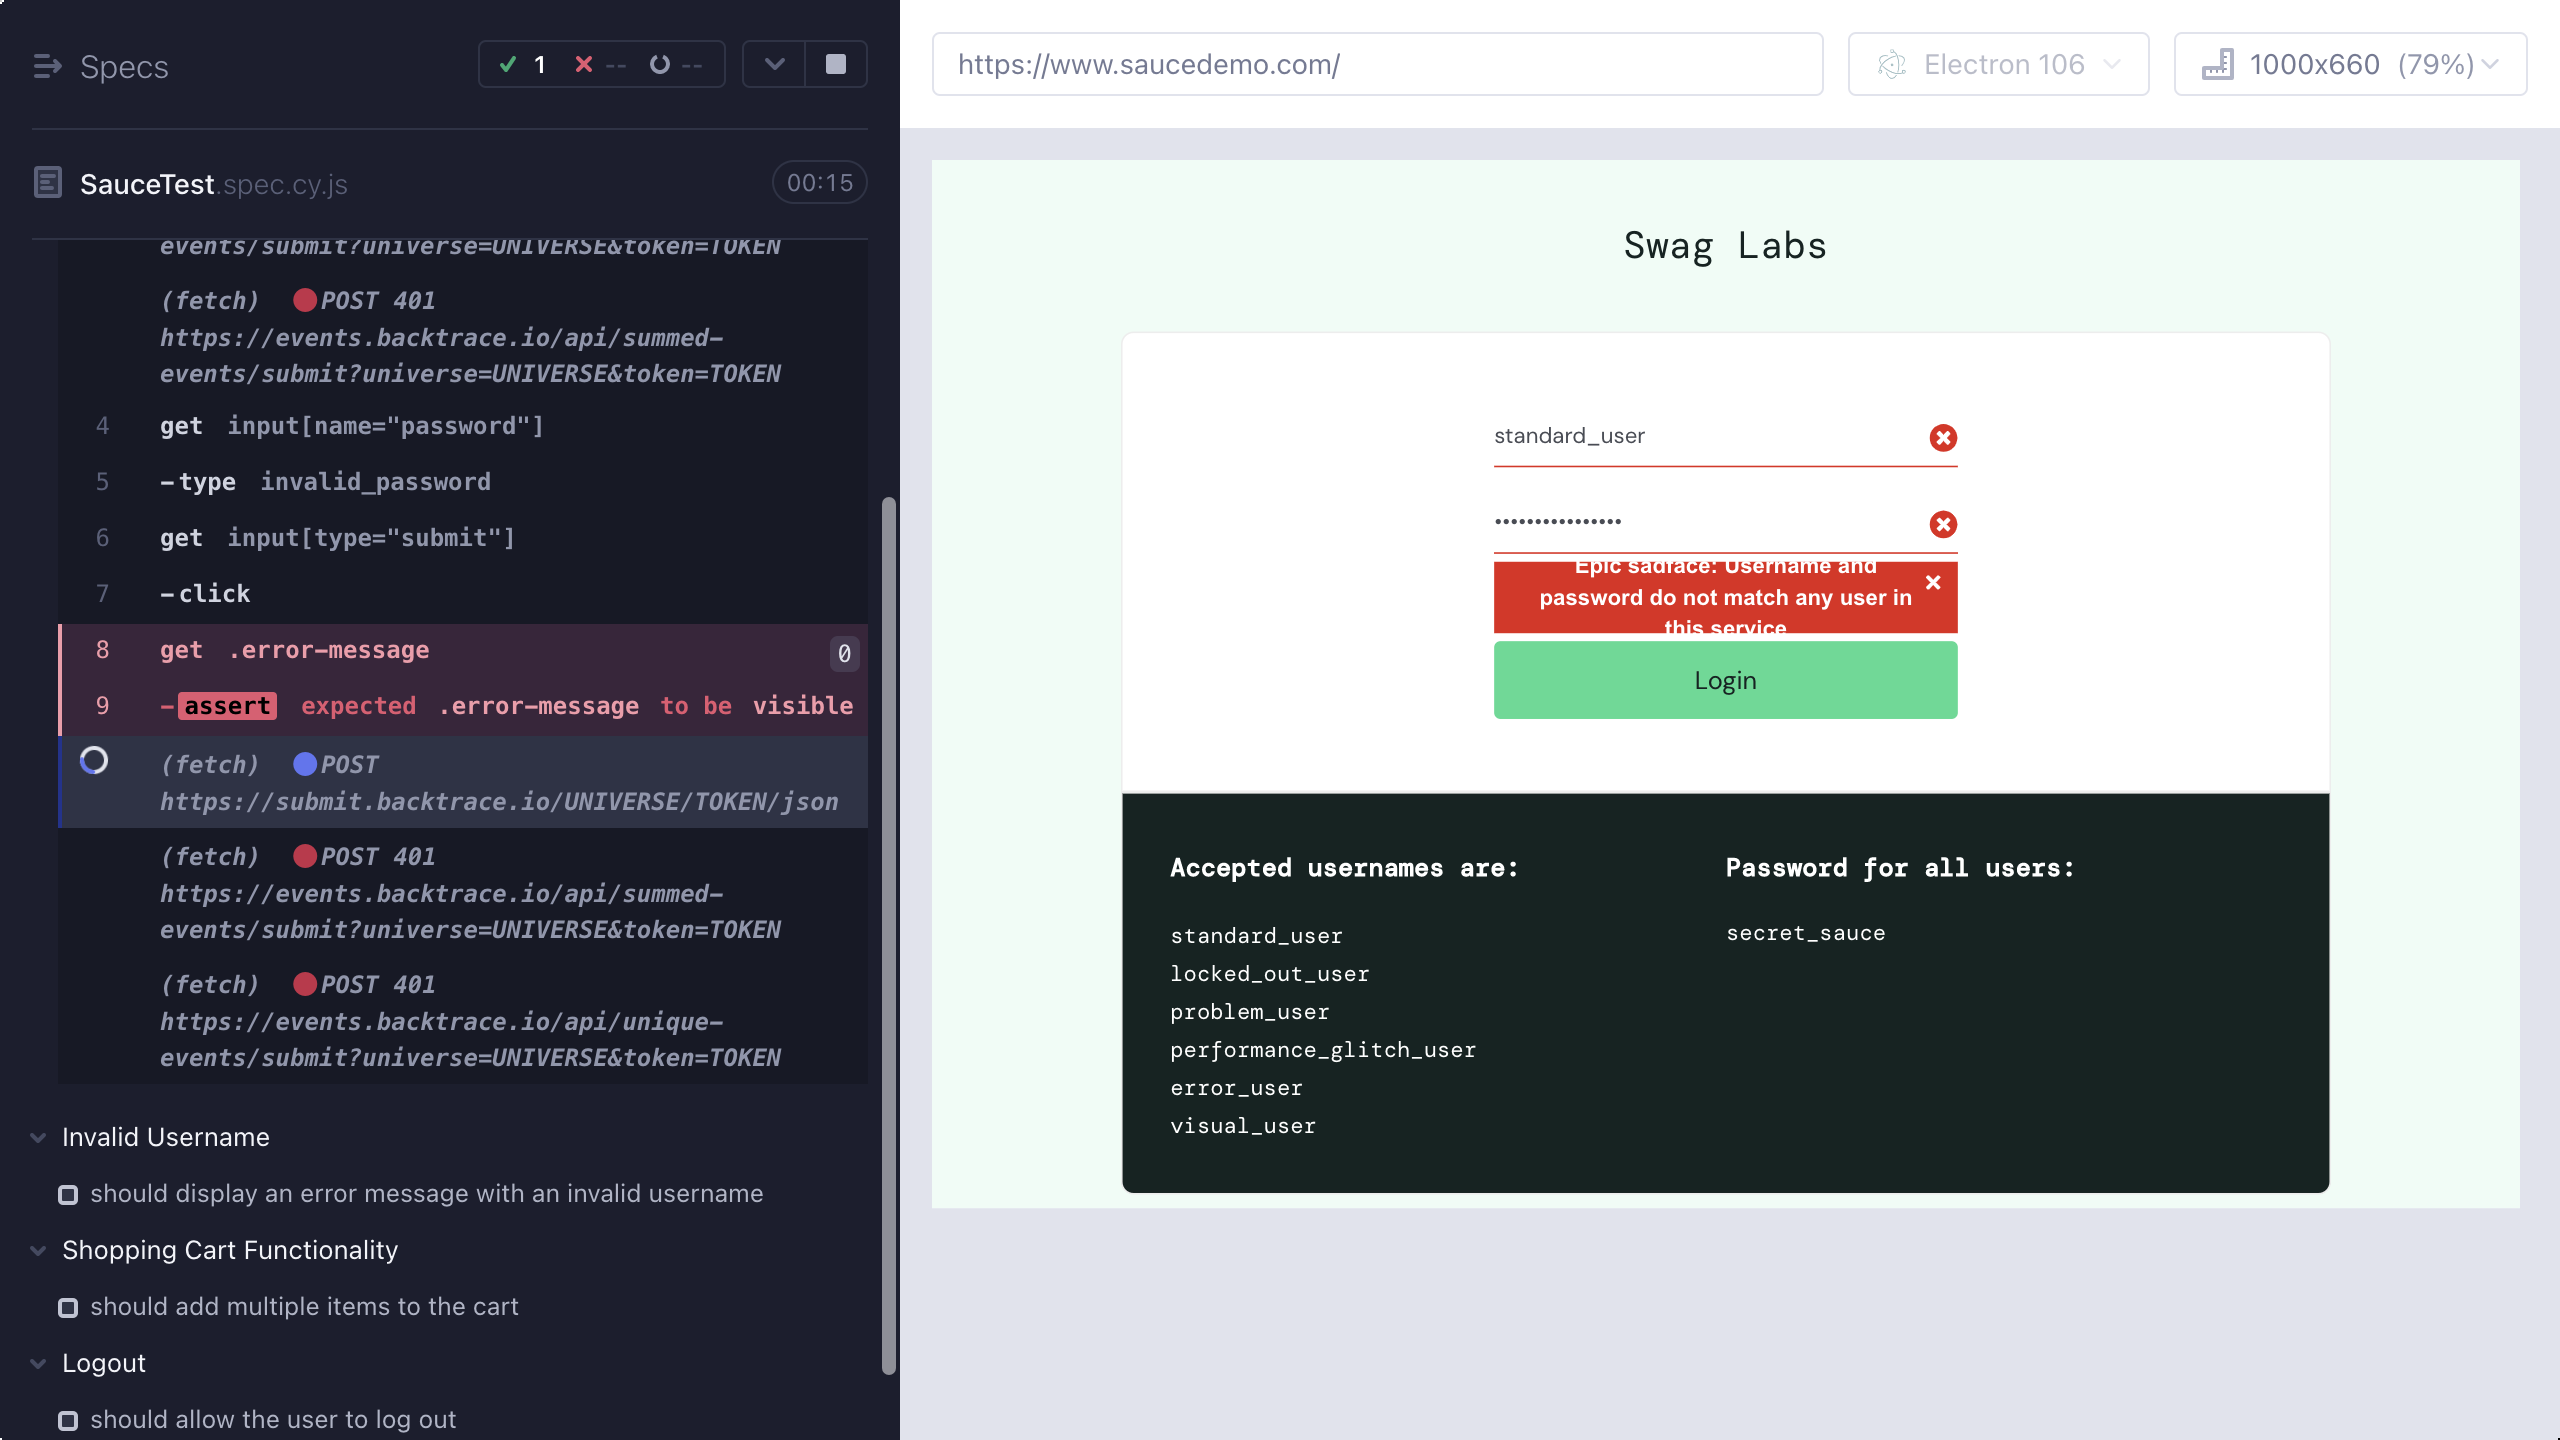 Specs
1
--
--
SauceTest.spec.cy.js
00:15
events/submit?universe=UNIVERSE&token=TOKEN
(fetch) POST 401
https://events.backtrace.io/api/summed-
events/submit?universe=UNIVERSE&token=TOKEN
4 get input[name="password"]
5 -type invalid_password
6 get input[type="submit"]
7 -click
8 get .error-message 0
9 -assert expected .error-message to be visible
(fetch) POST
https://submit.backtrace.io/UNIVERSE/TOKEN/json
(fetch) POST 401
https://events.backtrace.io/api/summed-
events/submit?universe=UNIVERSE&token=TOKEN
(fetch) POST 401
https://events.backtrace.io/api/unique-
events/submit?universe=UNIVERSE&token=TOKEN
Invalid Username
should display an error message with an invalid username
Shopping Cart Functionality
should add multiple items to the cart
Logout
should allow the user to log out
https://www.saucedemo.com/
Electron 106
1000x660 (79%)
Swag Labs
standard_user
Epic sadface: Username and
password do not match any user in
this service
Login
Accepted usernames are:
standard_user
locked_out_user
problem_user
performance_glitch_user
error_user
visual_user
Password for all users:
secret_sauce